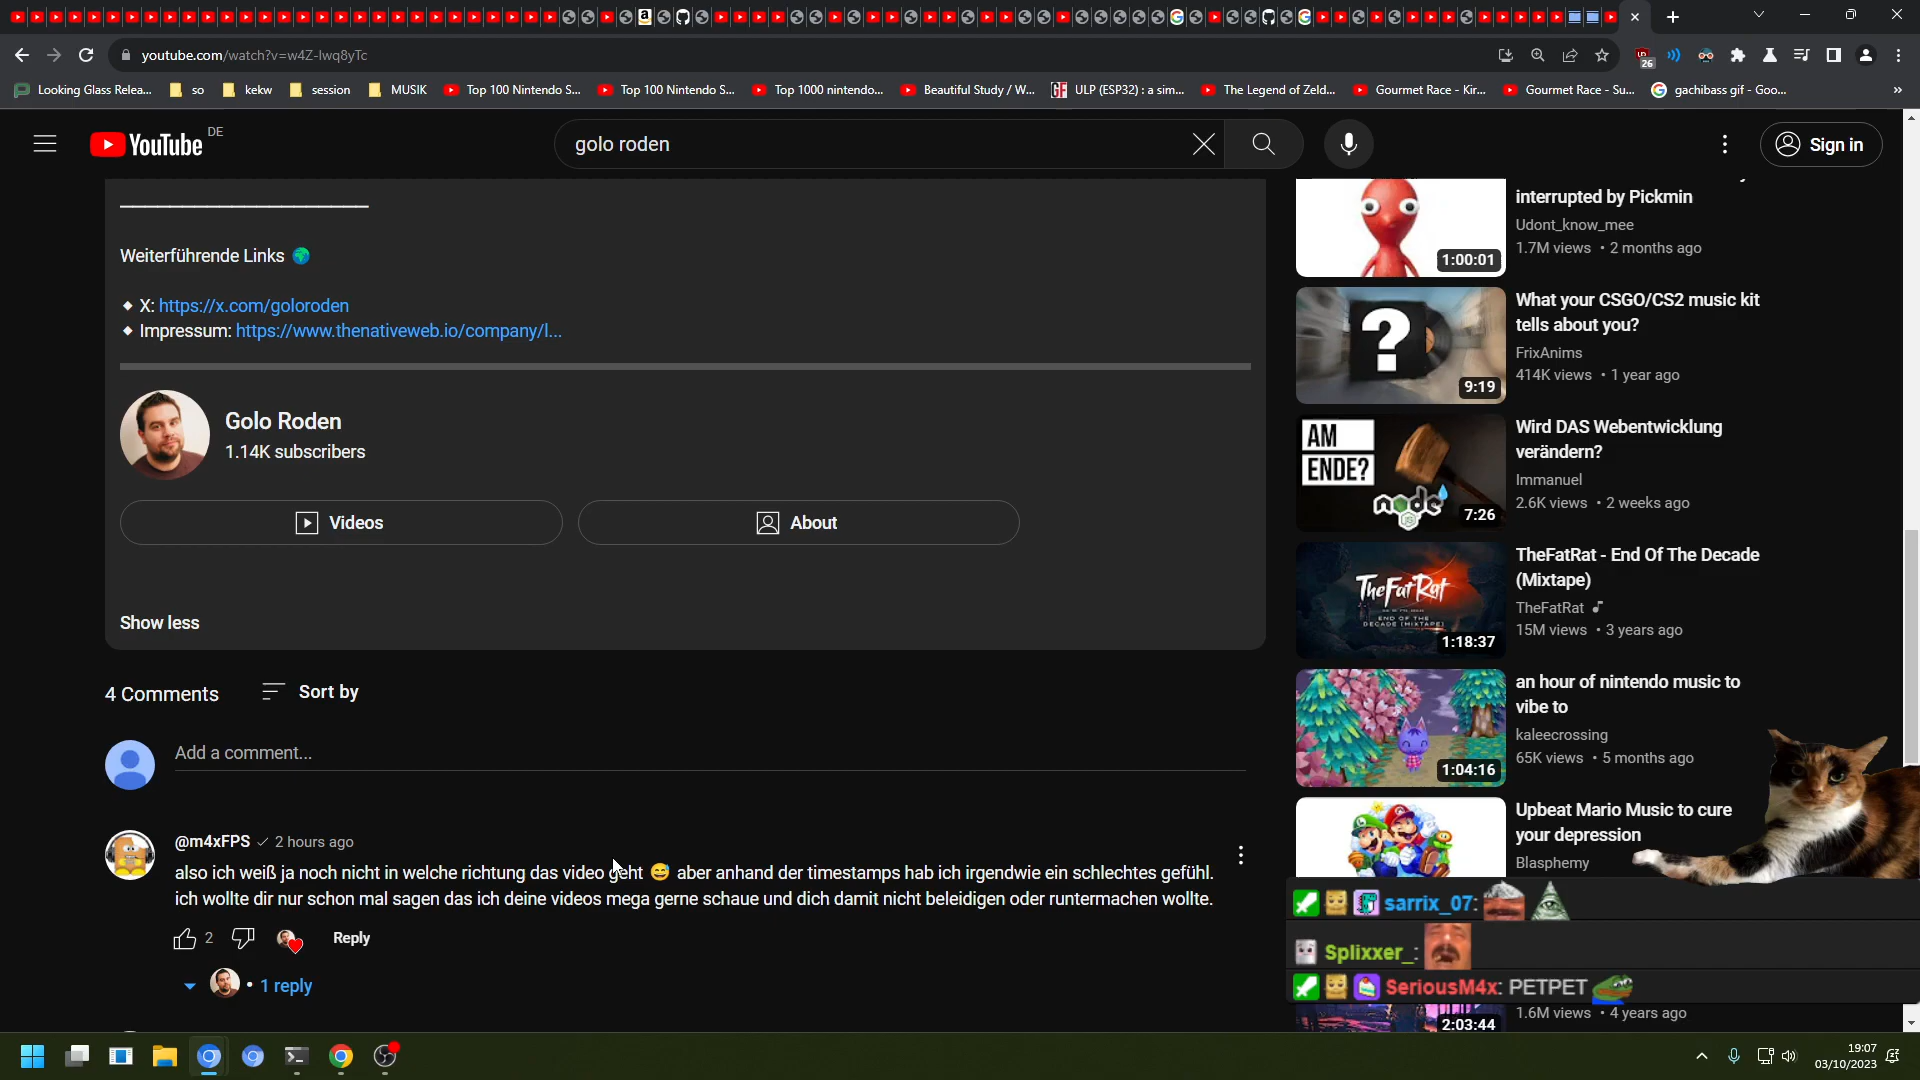 youtube.com/watch?v=w4Z-lwq8yTc
26
Looking Glass Relea...
so
kekw
session
MUSIK
Top 100 Nintendo S...
Top 100 Nintendo S...
Top 1000 nintendo...
Beautiful Study / W...
ULP (ESP32) : a sim...
The Legend of Zeld...
Gourmet Race - Kir...
Gourmet Race - Su...
gachibass gif - Goo...
»
YouTube DE
golo roden
Sign in
Weiterführende Links
X: https://x.com/goloroden
Impressum: https://www.thenativeweb.io/company/l...
Golo Roden
1.14K subscribers
Videos
About
Show less
4 Comments
Sort by
Add a comment...
@m4xFPS 2 hours ago
also ich weiß ja noch nicht in welche richtung das video geht 😅 aber anhand der timestamps hab ich irgendwie ein schlechtes gefühl.
ich wollte dir nur schon mal sagen das ich deine videos mega gerne schaue und dich damit nicht beleidigen oder runtermachen wollte.
2
Reply
• 1 reply
interrupted by Pickmin
Udont_know_mee
1.7M views • 2 months ago
1:00:01
What your CSGO/CS2 music kit
tells about you?
FrixAnims
414K views • 1 year ago
?
9:19
Wird DAS Webentwicklung
verändern?
Immanuel
2.6K views • 2 weeks ago
AM
ENDE?
node
7:26
TheFatRat - End Of The Decade
(Mixtape)
TheFatRat
15M views • 3 years ago
TheFatRat
END OF THE
DECADE [MIXTAPE]
1:18:37
an hour of nintendo music to
vibe to
kaleecrossing
65K views • 5 months ago
1:04:16
Upbeat Mario Music to cure
your depression
Blasphemy
sarrix_07:
Splixxer_:
SeriousM4x: PETPET
1.6M views • 4 years ago
2:03:44
19:07
03/10/2023